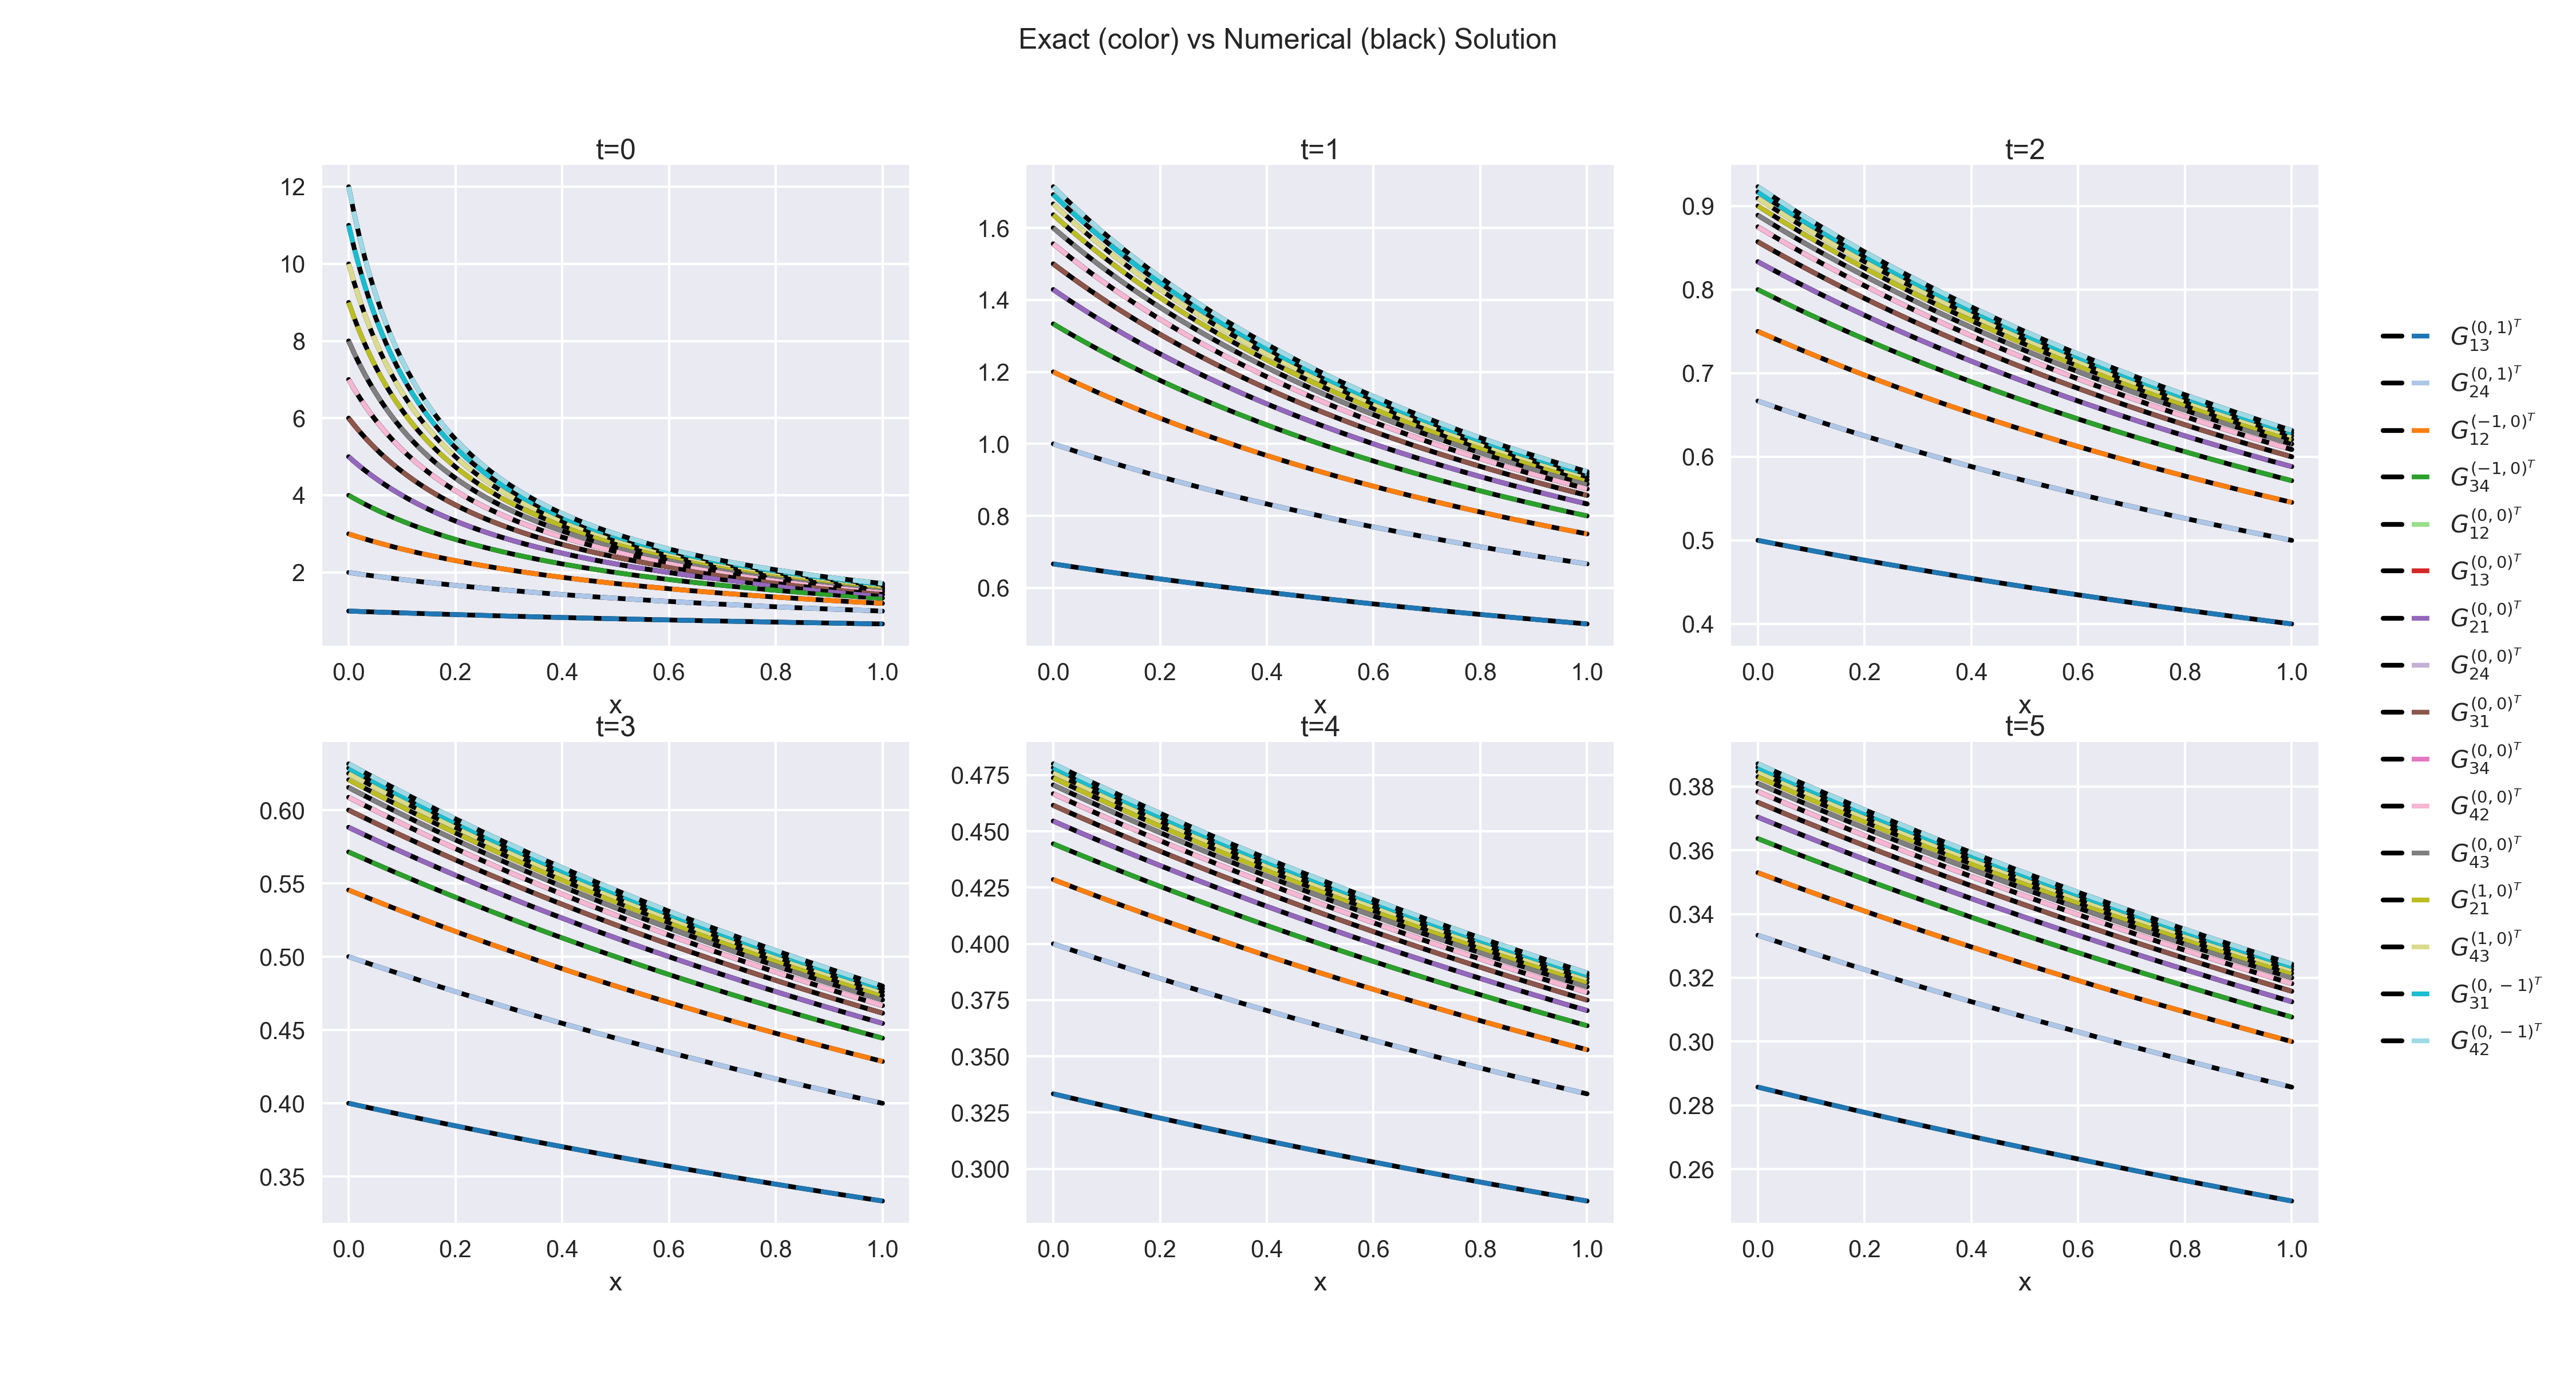 Exact (color) vs Numerical (black) Solution
t=0
12
10
8
6
4
2
0.0 0.2 0.4 0.6 0.8 1.0
x
t=1
1.6
1.4
1.2
1.0
0.8
0.6
0.0 0.2 0.4 0.6 0.8 1.0
x
t=2
0.9
0.8
0.7
0.6
0.5
0.4
0.0 0.2 0.4 0.6 0.8 1.0
x
t=3
0.60
0.55
0.50
0.45
0.40
0.35
0.0 0.2 0.4 0.6 0.8 1.0
x
t=4
0.475
0.450
0.425
0.400
0.375
0.350
0.325
0.300
0.0 0.2 0.4 0.6 0.8 1.0
x
t=5
0.38
0.36
0.34
0.32
0.30
0.28
0.26
0.0 0.2 0.4 0.6 0.8 1.0
x
$G_{13}^{(0,1)^T}$
$G_{24}^{(0,1)^T}$
$G_{12}^{(-1,0)^T}$
$G_{34}^{(-1,0)^T}$
$G_{12}^{(0,0)^T}$
$G_{13}^{(0,0)^T}$
$G_{21}^{(0,0)^T}$
$G_{24}^{(0,0)^T}$
$G_{31}^{(0,0)^T}$
$G_{34}^{(0,0)^T}$
$G_{42}^{(0,0)^T}$
$G_{43}^{(0,0)^T}$
$G_{21}^{(1,0)^T}$
$G_{43}^{(1,0)^T}$
$G_{31}^{(0,-1)^T}$
$G_{42}^{(0,-1)^T}$